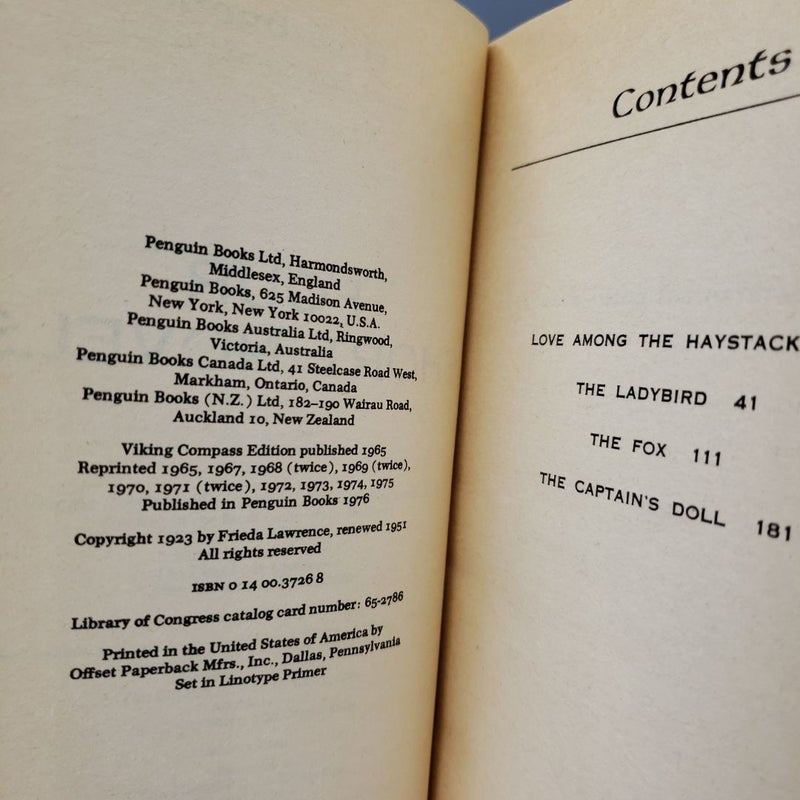 Penguin Books Ltd, Harmondsworth,
Middlesex, England
Penguin Books, 625 Madison Avenue,
New York, New York 10022, U.S.A.
Penguin Books Australia Ltd, Ringwood,
Victoria, Australia
Penguin Books Canada Ltd, 41 Steelcase Road West,
Markham, Ontario, Canada
Penguin Books (N.Z.) Ltd, 182–190 Wairau Road,
Auckland 10, New Zealand
Viking Compass Edition published 1965
Reprinted 1965, 1967, 1968 (twice), 1969 (twice),
1970, 1971 (twice), 1972, 1973, 1974, 1975
Published in Penguin Books 1976
Copyright 1923 by Frieda Lawrence, renewed 1951
All rights reserved
ISBN 0 14 00.3726 8
Library of Congress catalog card number: 65-2786
Printed in the United States of America by
Offset Paperback Mfrs., Inc., Dallas, Pennsylvania
Set in Linotype Primer
Contents
LOVE AMONG THE HAYSTACK
THE LADYBIRD 41
THE FOX 111
THE CAPTAIN'S DOLL 181